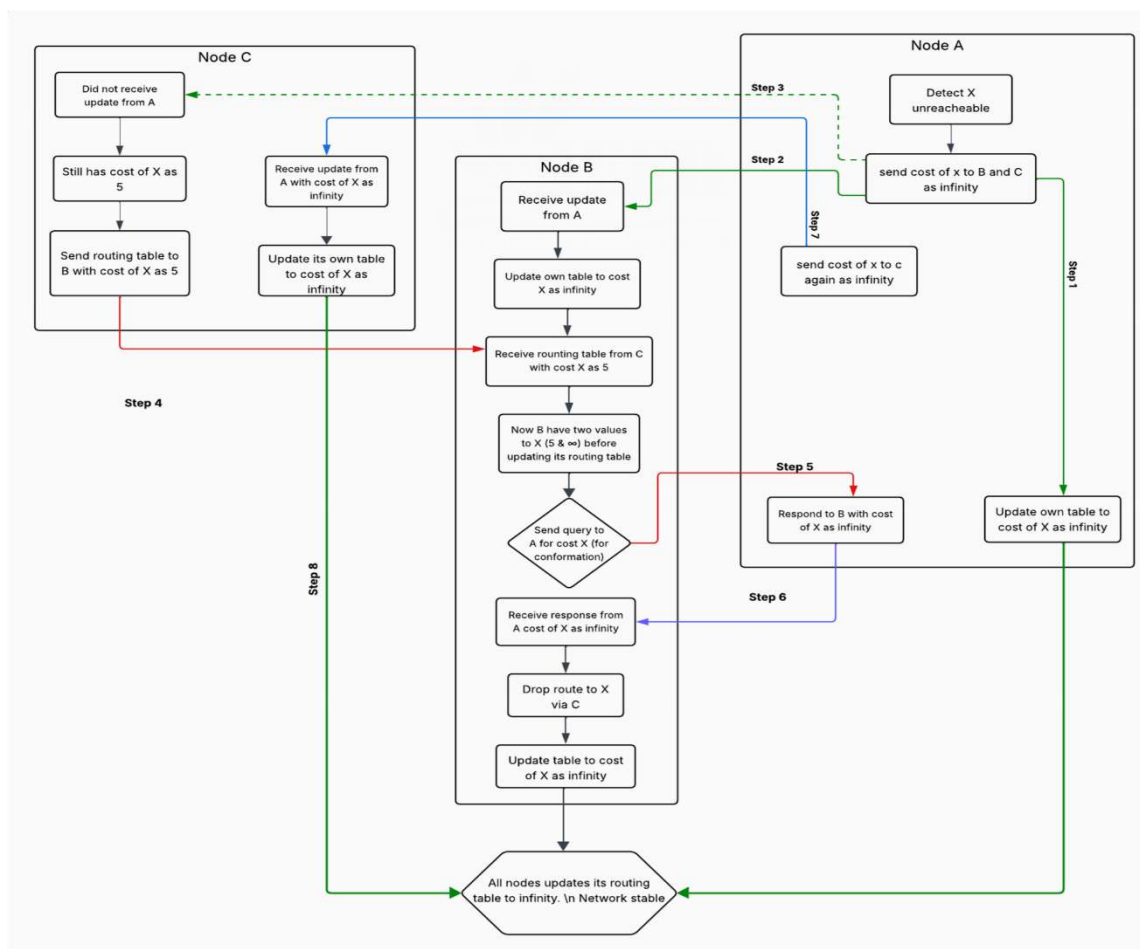 Node C
Did not receive
update from A
Still has cost of X as
5
Send routing table to
B with cost of X as 5
Receive update from
A with cost of X as
infinity
Update its own table
to cost of X as
infinity
Step 4
Step 8
Node B
Receive update
from A
Update own table to cost
X as infinity
Receive rounting table from C
with cost X as 5
Now B have two values
to X (5 & ∞) before
updating its routing table
Send query to
A for cost X (for
conformation)
Receive response from
A cost of X as infinity
Drop route to X
via C
Update table to cost
of X as infinity
Node A
Step 3
Detect X
unreacheable
Step 2
send cost of x to B and C
as infinity
Step 7
send cost of x to c
again as infinity
Step 1
Step 5
Respond to B with cost
of X as infinity
Update own table to
cost of X as infinity
Step 6
All nodes updates its routing
table to infinity. \n Network stable